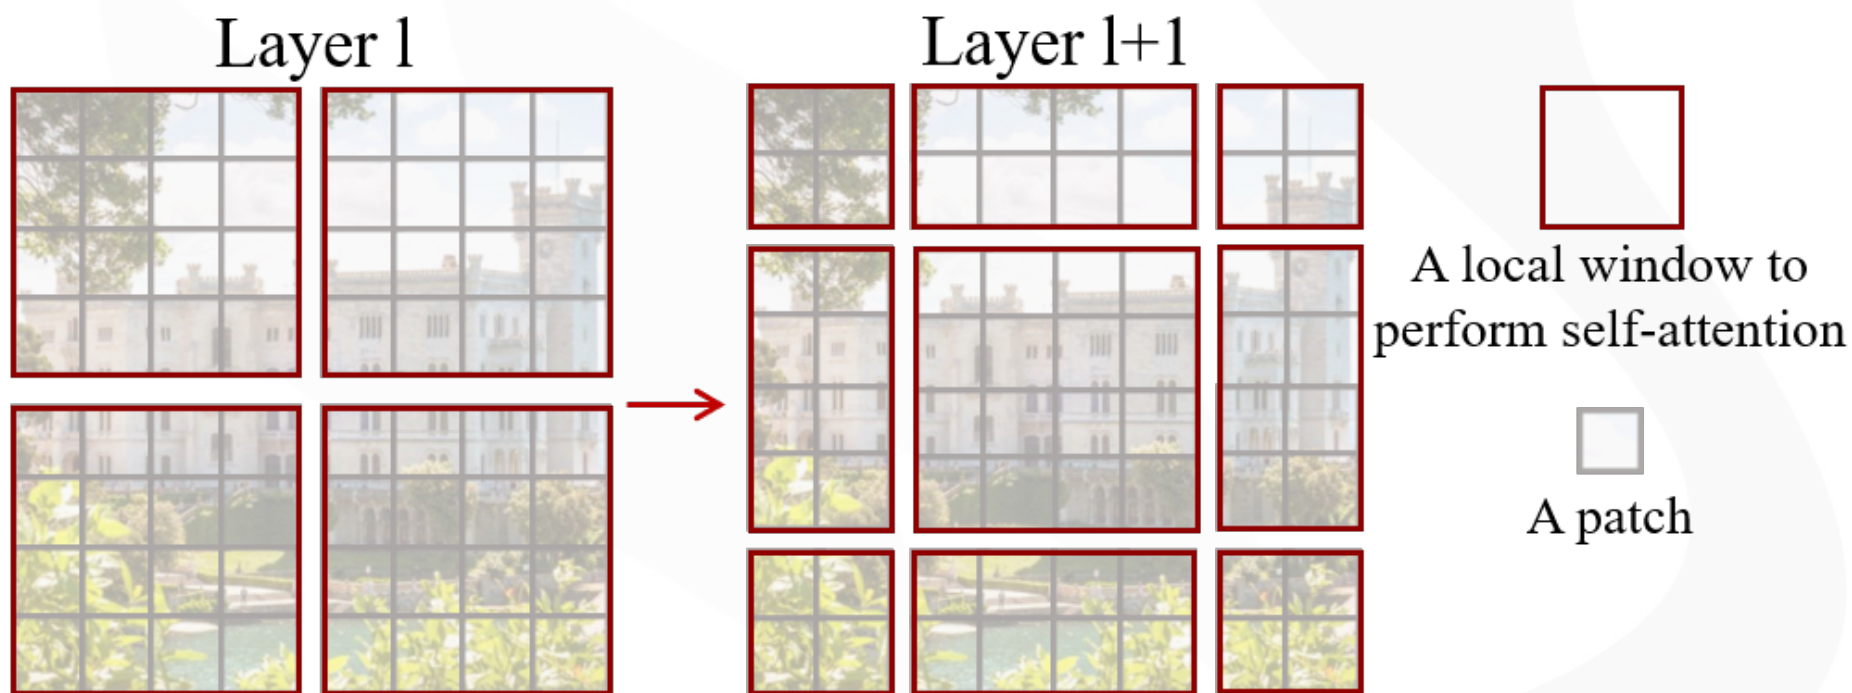 Layer l
Layer l+1
A local window to
perform self-attention
A patch